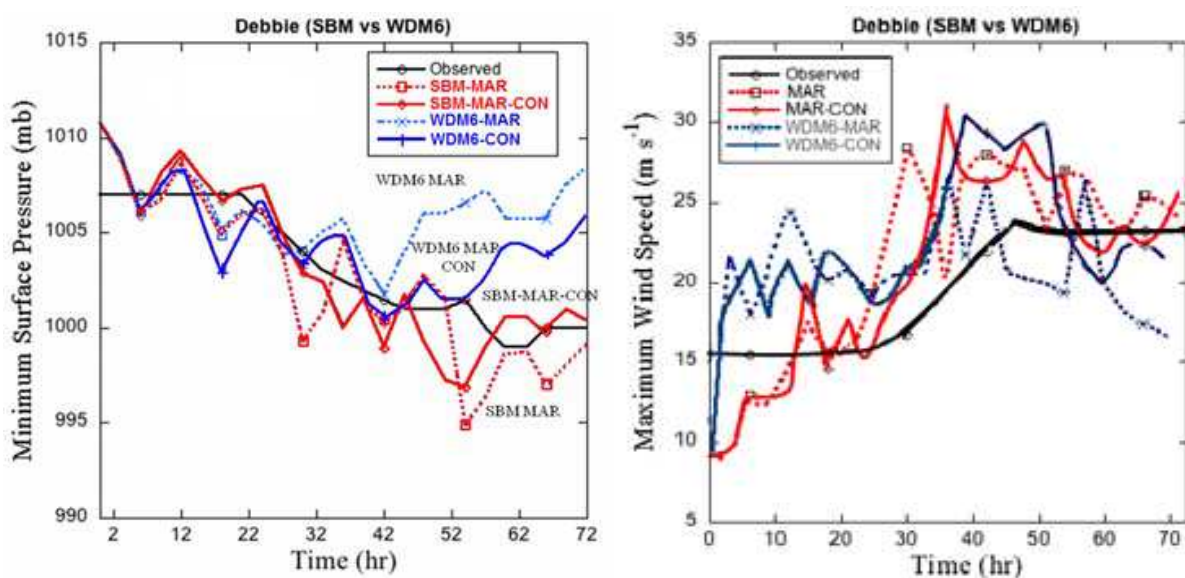 Debbie (SBM vs WDM6)
1015
1010
1005
1000
995
990
Minimum Surface Pressure (mb)
Observed
SBM-MAR
SBM-MAR-CON
WDM6-MAR
WDM6-CON
WDM6 MAR
WDM6 MAR
CON
SBM-MAR-CON
SBM MAR
2 12 22 32 42 52 62 72
Time (hr)
Debbie (SBM vs WDM6)
35
30
25
20
15
10
5
Maximum Wind Speed (m s-1)
Observed
MAR
MAR-CON
WDM6-MAR
WDM6-CON
0 10 20 30 40 50 60 70
Time (hr)